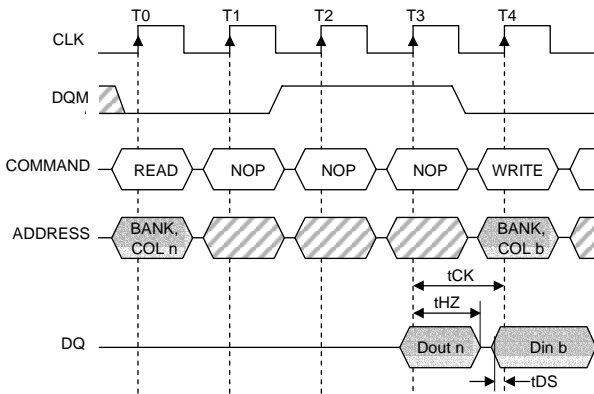 T0 T1 T2 T3 T4
CLK
DQM
COMMAND READ NOP NOP NOP WRITE
ADDRESS
BANK,
COL n
BANK,
COL b
tCK
tHZ
DQ Dout n Din b
tDS